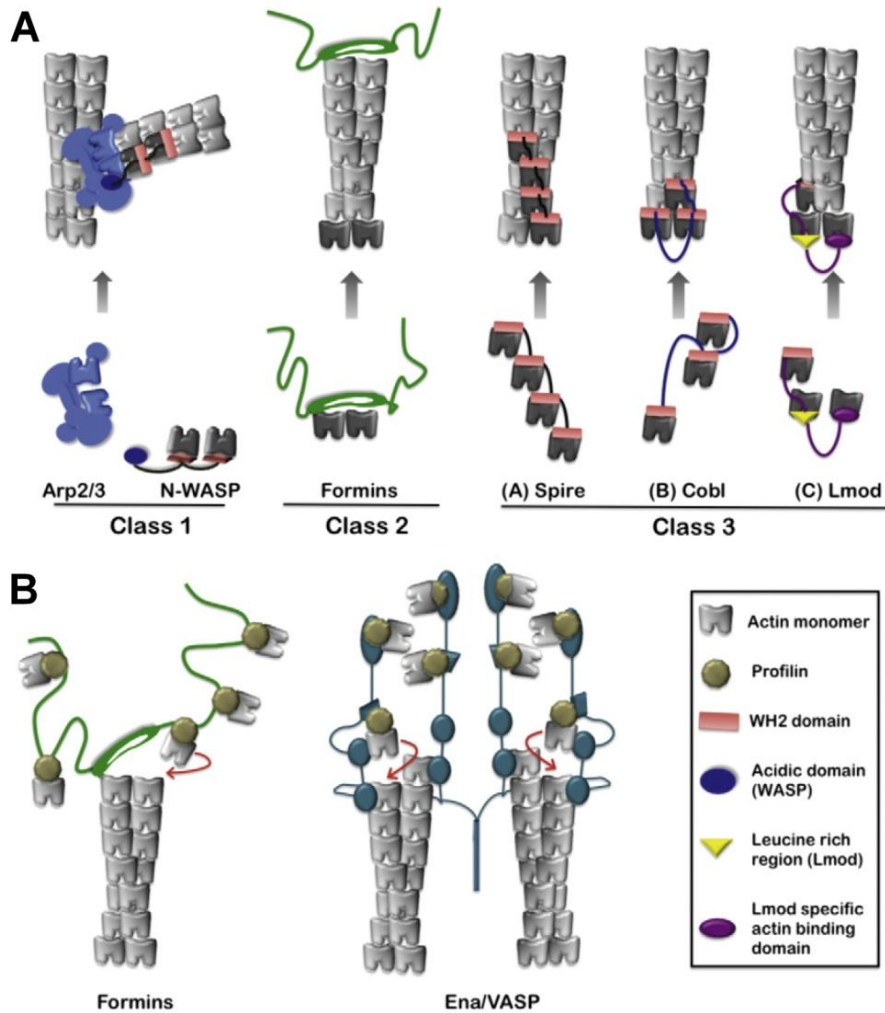 A
Arp2/3 N-WASP
Class 1
Formins
Class 2
(A) Spire (B) Cobl (C) Lmod
Class 3
B
Formins
Ena/VASP
Actin monomer
Profilin
WH2 domain
Acidic domain
(WASP)
Leucine rich
region (Lmod)
Lmod specific
actin binding
domain